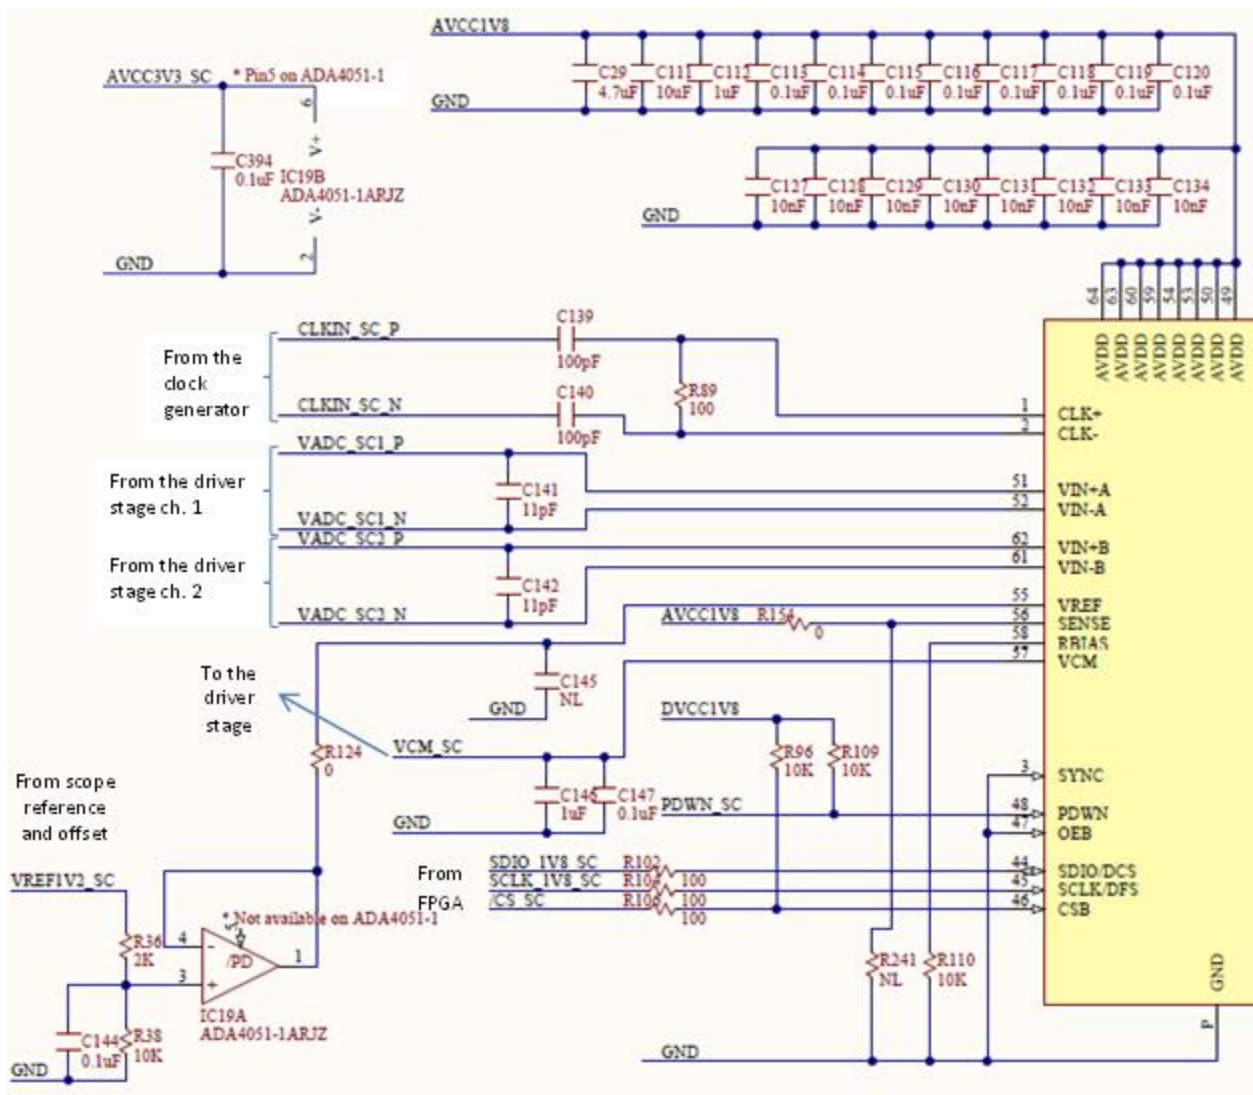 AVCC1V8
AVCC3V3_SC
* Pin5 on ADA4051-1
6
V+
C394
0.1uF
IC19B
ADA4051-1ARJZ
V-
2
GND
C29
4.7uF
C111
10uF
C112
1uF
C113
0.1uF
C114
0.1uF
C115
0.1uF
C116
0.1uF
C117
0.1uF
C118
0.1uF
C119
0.1uF
C120
0.1uF
GND
C127
10nF
C128
10nF
C129
10nF
C130
10nF
C131
10nF
C132
10nF
C133
10nF
C134
10nF
GND
64
63
60
59
54
53
50
49
AVDD
AVDD
AVDD
AVDD
AVDD
AVDD
AVDD
AVDD
From the
clock
generator
CLKIN_SC_P
C139
100pF
R89
100
CLKIN_SC_N
C140
100pF
1
CLK+
2
CLK-
From the driver
stage ch. 1
VADC_SC1_P
C141
11pF
VADC_SC1_N
51
VIN+A
52
VIN-A
From the driver
stage ch. 2
VADC_SC2_P
C142
11pF
VADC_SC2_N
62
VIN+B
61
VIN-B
55
VREF
AVCC1V8
R154
0
56
SENSE
58
RBIAS
57
VCM
To the
driver
stage
C145
NL
GND
DVCC1V8
R124
0
VCM_SC
C146
1uF
C147
0.1uF
GND
R96
10K
R109
10K
3
SYNC
PDWN_SC
48
PDWN
47
OEB
From scope
reference
and offset
From
FPGA
SDIO_1V8_SC
R102
100
44
SDIO/DCS
SCLK_1V8_SC
100
45
SCLK/DFS
/CS_SC
100
46
CSB
VREF1V2_SC
* Not available on ADA4051-1
5
R36
2K
4
-
/PD
1
3
+
IC19A
ADA4051-1ARJZ
C144
0.1uF
R38
10K
GND
R241
NL
R110
10K
GND
GND
P